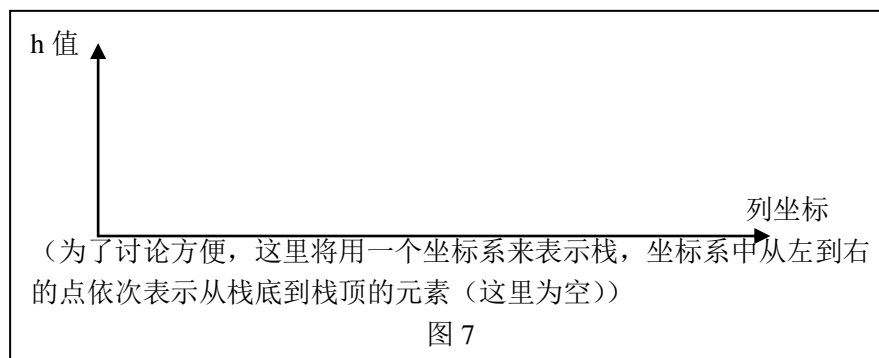 h 值
列坐标
（为了讨论方便，这里将用一个坐标系来表示栈，坐标系中从左到右
的点依次表示从栈底到栈顶的元素（这里为空））
图 7